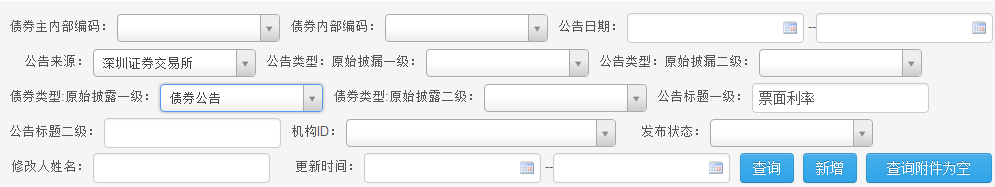 债券主内部编码： 债券内部编码： 公告日期： --
公告来源： 深圳证券交易所 公告类型：原始披漏一级： 公告类型：原始披漏二级：
债券类型:原始披露一级： 债券公告 债券类型:原始披露二级： 公告标题一级： 票面利率
公告标题二级： 机构ID： 发布状态：
修改人姓名： 更新时间： -- 查询 新增 查询附件为空